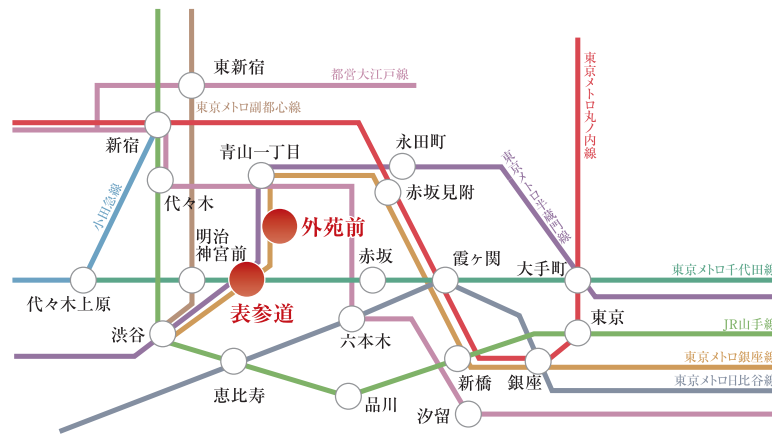 東新宿
都営大江戸線
東京メトロ副都心線
東京メトロ丸ノ内線
新宿
青山一丁目
永田町
東京メトロ半蔵門線
小田急線
代々木
赤坂見附
外苑前
明治
神宮前
赤坂
霞ヶ関
大手町
東京メトロ千代田線
代々木上原
表参道
渋谷
六本木
東京
JR山手線
東京メトロ銀座線
新橋
銀座
東京メトロ日比谷線
恵比寿
品川
汐留